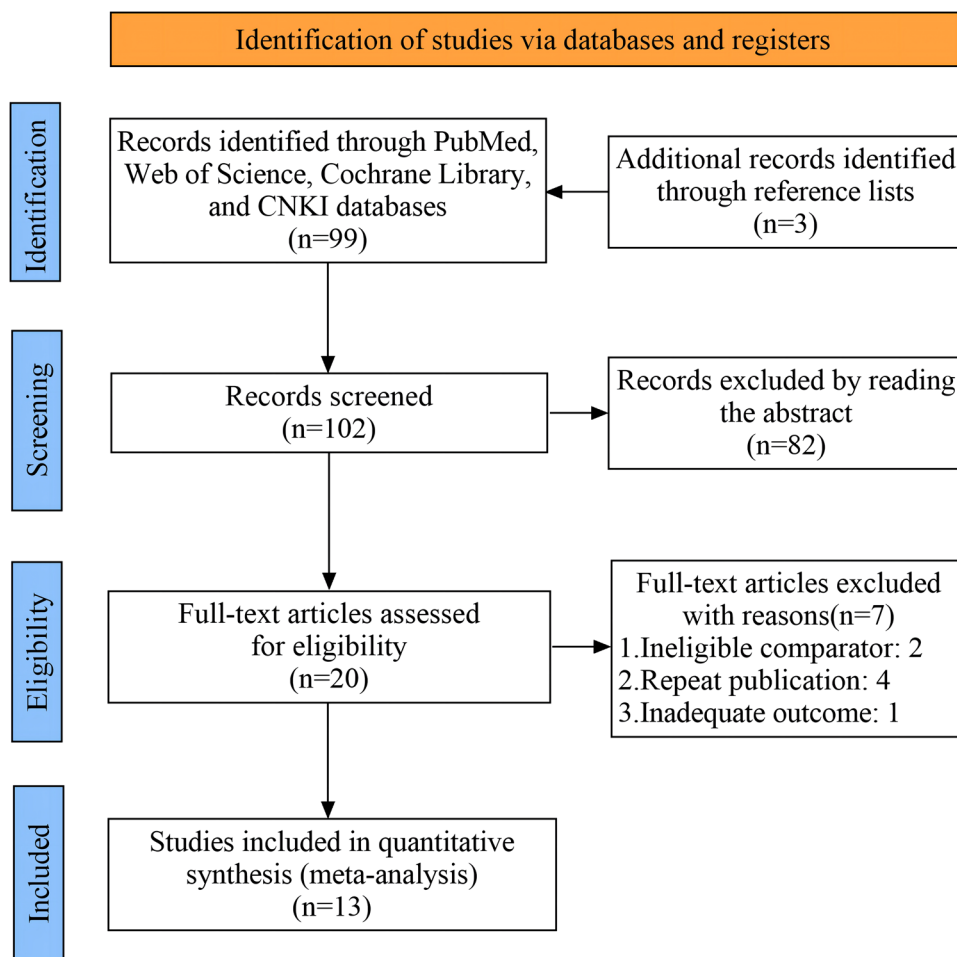 Identification of studies via databases and registers
Identification
Records identified through PubMed,
Web of Science, Cochrane Library,
and CNKI databases
(n=99)
Additional records identified
through reference lists
(n=3)
Screening
Records screened
(n=102)
Records excluded by reading
the abstract
(n=82)
Eligibility
Full-text articles assessed
for eligibility
(n=20)
Full-text articles excluded
with reasons(n=7)
1.Ineligible comparator: 2
2.Repeat publication: 4
3.Inadequate outcome: 1
Included
Studies included in quantitative
synthesis (meta-analysis)
(n=13)